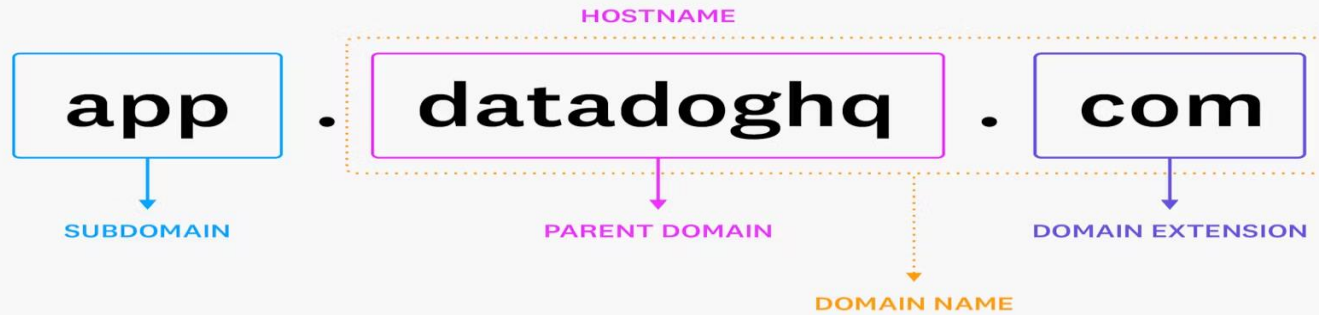 HOSTNAME
app . datadoghq . com
SUBDOMAIN PARENT DOMAIN DOMAIN EXTENSION
DOMAIN NAME